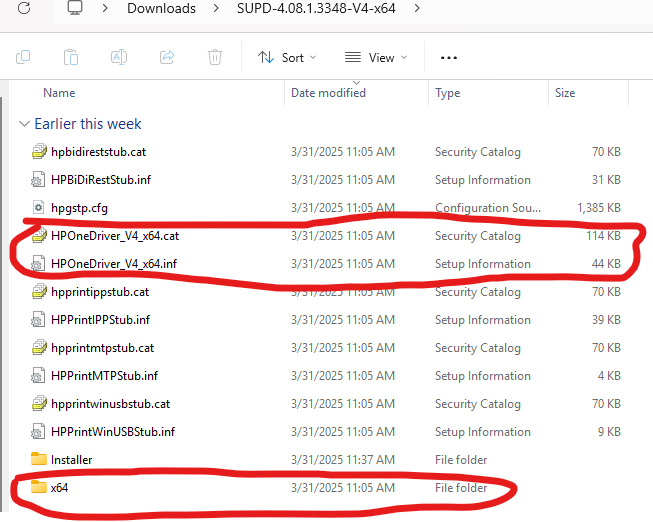 Downloads > SUPD-4.08.1.3348-V4-x64 >
Sort View ...
Name Date modified Type Size
Earlier this week
hpbidireststub.cat 3/31/2025 11:05 AM Security Catalog 70 KB
HPBiDiRestStub.inf 3/31/2025 11:05 AM Setup Information 31 KB
hpgstp.cfg 3/31/2025 11:05 AM Configuration Sou... 1,385 KB
HPOneDriver_V4_x64.cat 3/31/2025 11:05 AM Security Catalog 114 KB
HPOneDriver_V4_x64.inf 3/31/2025 11:05 AM Setup Information 44 KB
hpprintippstub.cat 3/31/2025 11:05 AM Security Catalog 70 KB
HPPrintIPPStub.inf 3/31/2025 11:05 AM Setup Information 39 KB
hpprintmtpstub.cat 3/31/2025 11:05 AM Security Catalog 70 KB
HPPrintMTPStub.inf 3/31/2025 11:05 AM Setup Information 4 KB
hpprintwinusbstub.cat 3/31/2025 11:05 AM Security Catalog 70 KB
HPPrintWinUSBStub.inf 3/31/2025 11:05 AM Setup Information 9 KB
Installer 3/31/2025 11:37 AM File folder
x64 3/31/2025 11:05 AM File folder